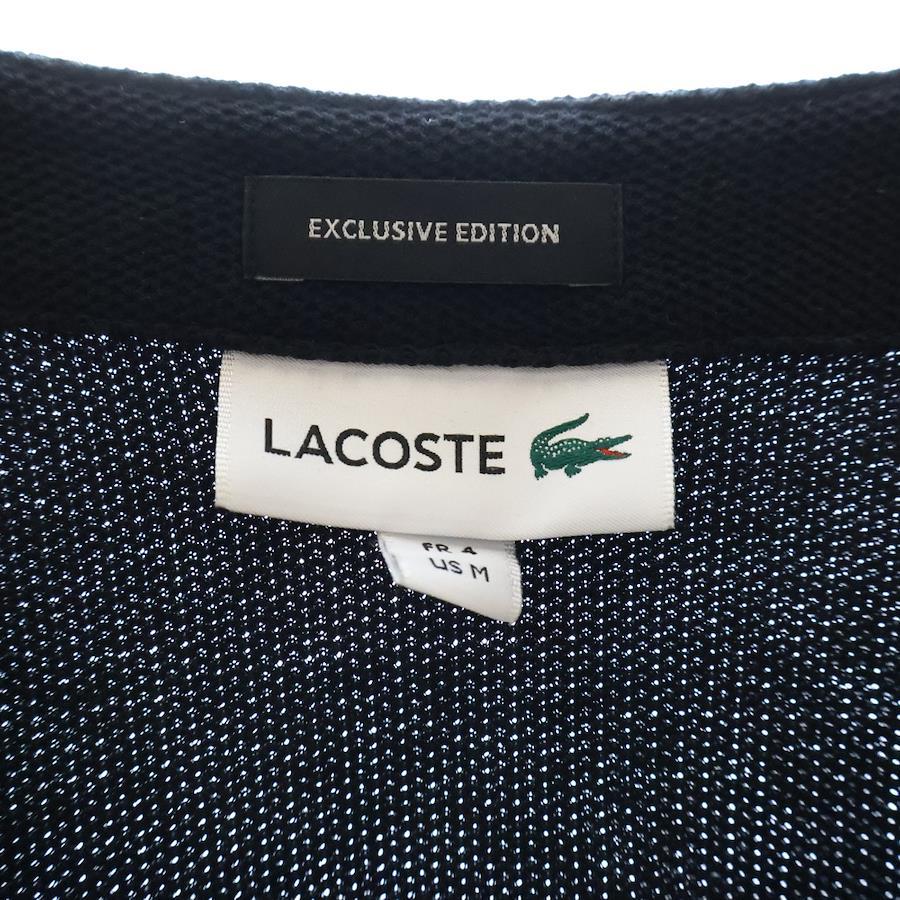 EXCLUSIVE EDITION
LACOSTE
FR 4
US M